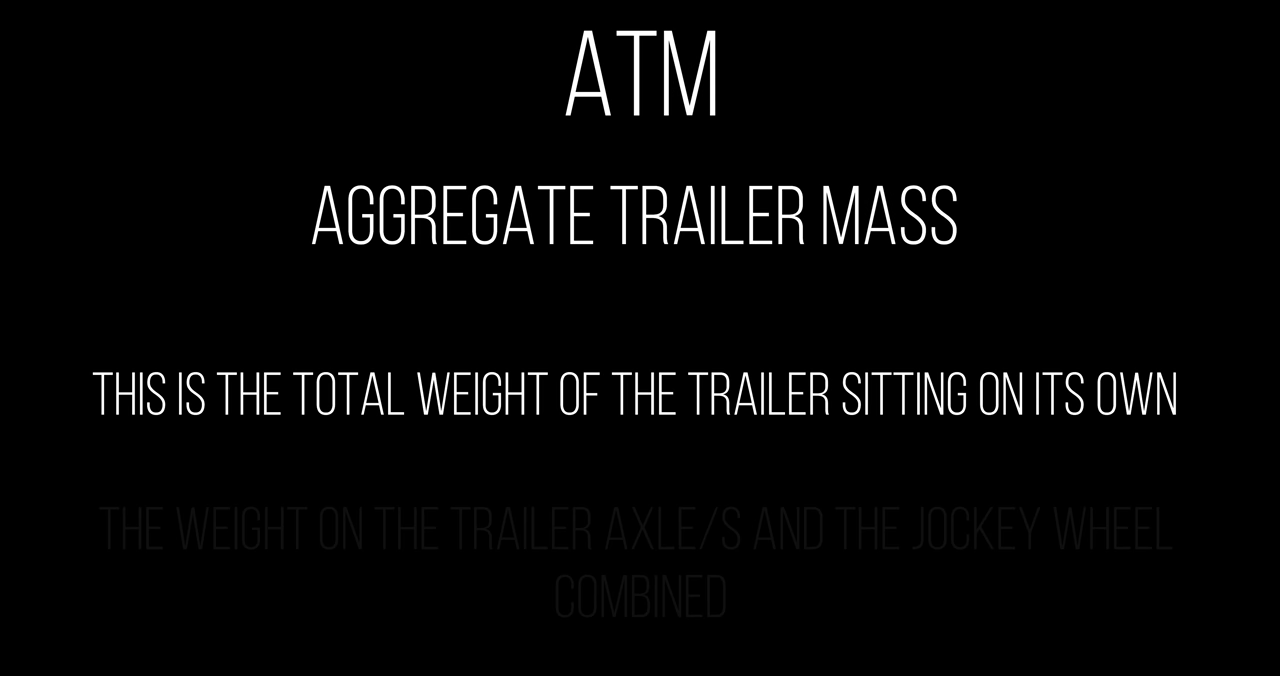 ATM
AGGREGATE TRAILER MASS
THIS IS THE TOTAL WEIGHT OF THE TRAILER SITTING ON ITS OWN
THE WEIGHT ON THE TRAILER AXLE/S AND THE JOCKEY WHEEL
COMBINED